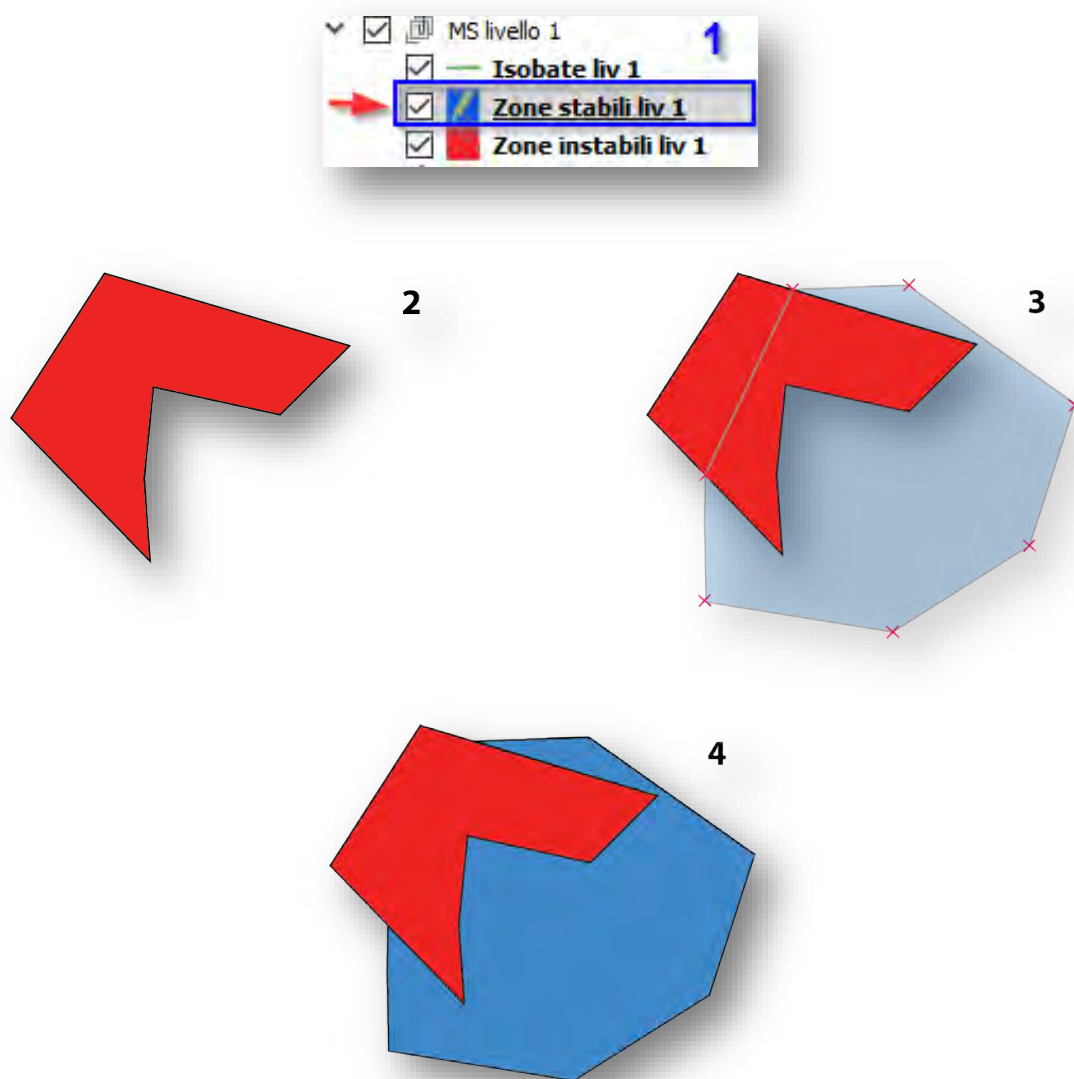 MS livello 1
1
Isobate liv 1
Zone stabili liv 1
Zone instabili liv 1
2
3
4